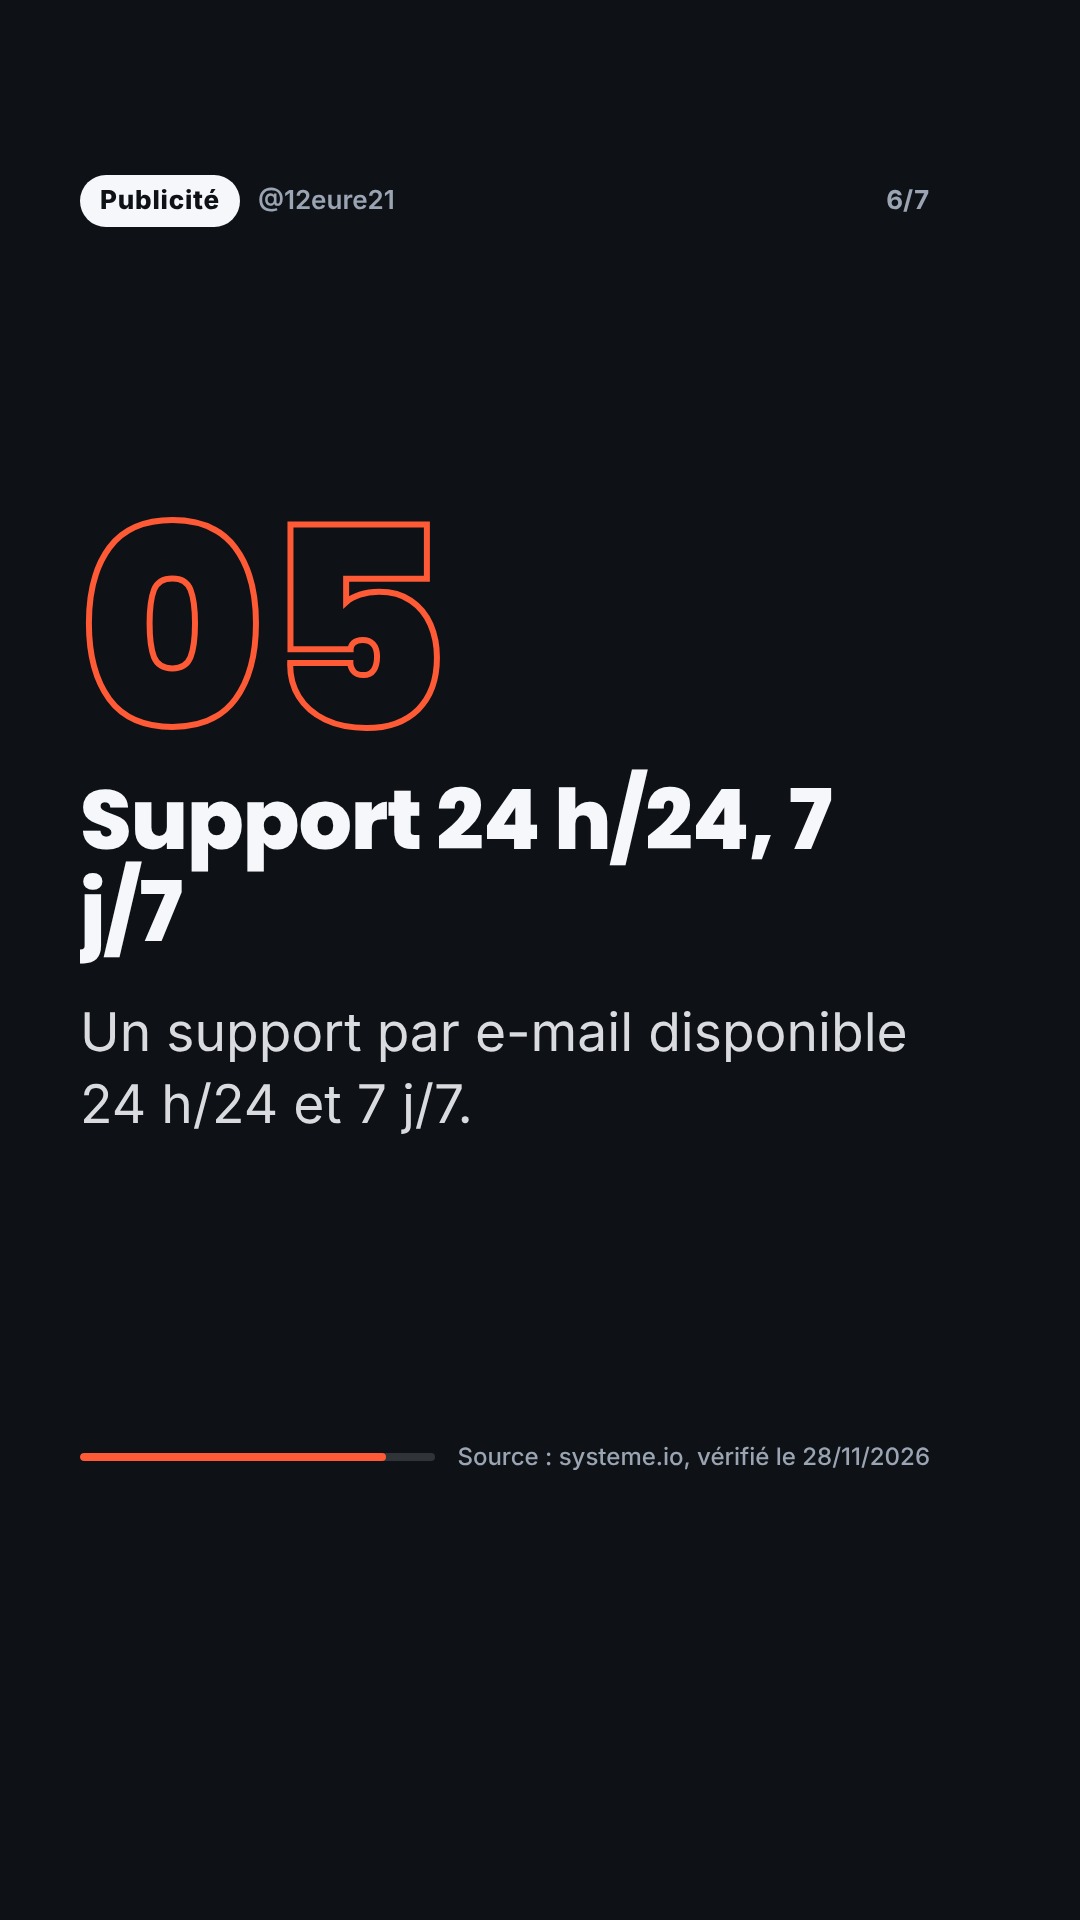 Publicité @12eure21 6/7
05
Support 24 h/24, 7
j/7
Un support par e-mail disponible
24 h/24 et 7 j/7.
Source : systeme.io, vérifié le 28/11/2026